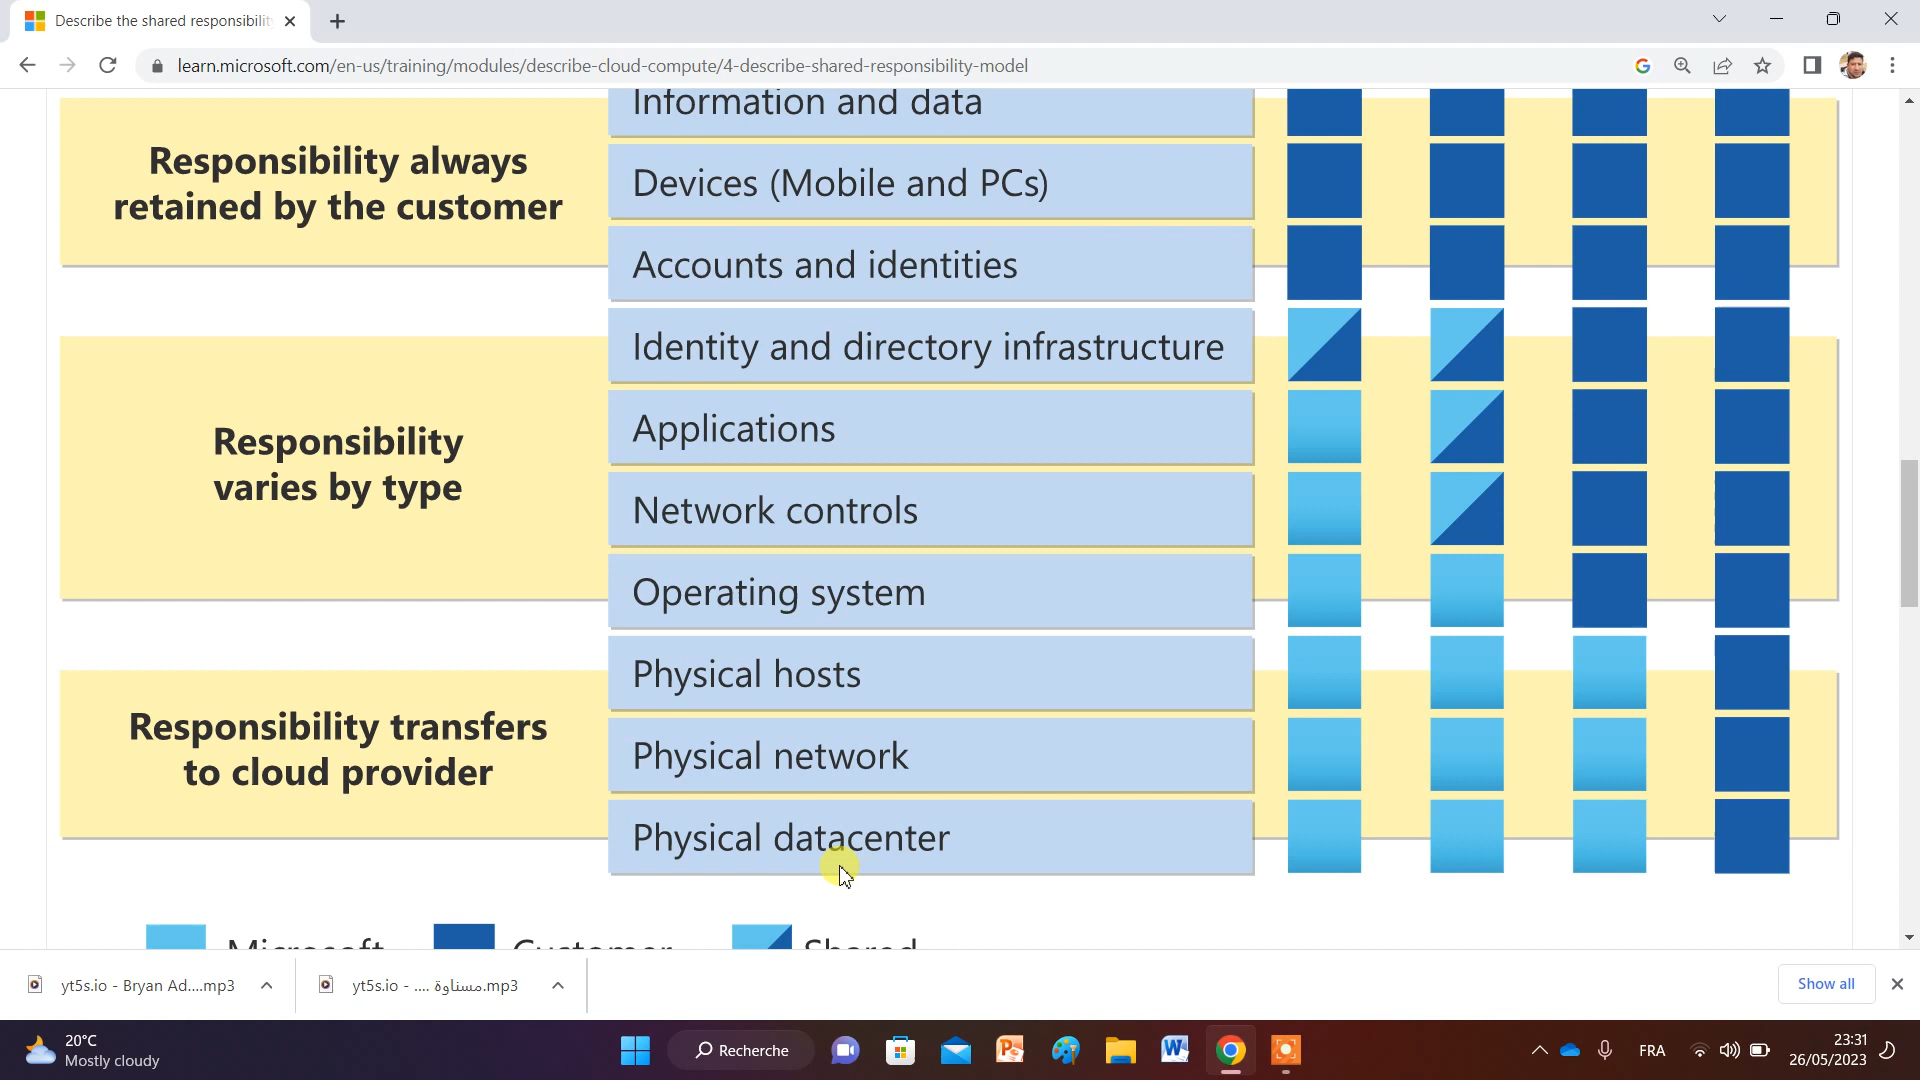 Describe the shared responsibilit
learn.microsoft.com/en-us/training/modules/describe-cloud-compute/4-describe-shared-responsibility-model
Information and data
Responsibility always
retained by the customer
Devices (Mobile and PCs)
Accounts and identities
Identity and directory infrastructure
Responsibility
varies by type
Applications
Network controls
Operating system
Physical hosts
Responsibility transfers
to cloud provider
Physical network
Physical datacenter
Microsoft Customer Shared
yt5s.io - Bryan Ad....mp3
yt5s.io - .... مسناوة.mp3
Show all
20°C
Mostly cloudy
Recherche
FRA
23:31
26/05/2023